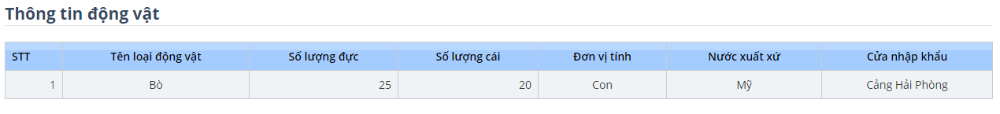 Thông tin động vật
STT Tên loại động vật Số lượng đực Số lượng cái Đơn vị tính Nước xuất xứ Cửa nhập khẩu
1 Bò 25 20 Con Mỹ Cảng Hải Phòng